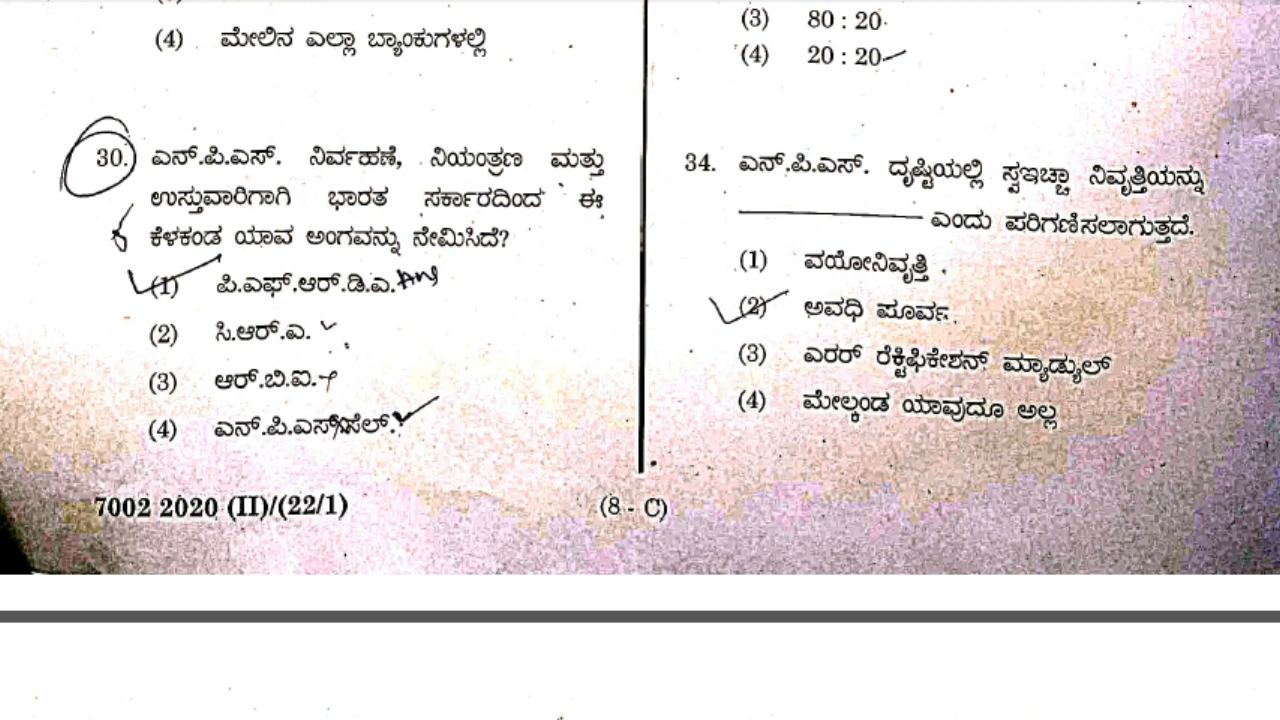 (4) ಮೇಲಿನ ಎಲ್ಲಾ ಬ್ಯಾಂಕುಗಳಲ್ಲಿ
30. ಎನ್.ಪಿ.ಎಸ್. ನಿರ್ವಹಣೆ, ನಿಯಂತ್ರಣ ಮತ್ತು
ಉಸ್ತುವಾರಿಗಾಗಿ ಭಾರತ ಸರ್ಕಾರದಿಂದ ಈ
ಕೆಳಕಂಡ ಯಾವ ಅಂಗವನ್ನು ನೇಮಿಸಿದೆ?
(1) ಪಿ.ಎಫ್.ಆರ್.ಡಿ.ಎ. Ans
(2) ಸಿ.ಆರ್.ಎ.
(3) ಆರ್.ಬಿ.ಐ.
(4) ಎನ್.ಪಿ.ಎಸ್ ಸೆಲ್.
(3) 80 : 20
(4) 20 : 20
34. ಎನ್.ಪಿ.ಎಸ್. ದೃಷ್ಟಿಯಲ್ಲಿ ಸ್ವಇಚ್ಛಾ ನಿವೃತ್ತಿಯನ್ನು
__________ ಎಂದು ಪರಿಗಣಿಸಲಾಗುತ್ತದೆ.
(1) ವಯೋನಿವೃತ್ತಿ
(2) ಅವಧಿ ಪೂರ್ವ
(3) ಎರರ್ ರೆಕ್ಟಿಫಿಕೇಶನ್ ಮ್ಯಾಡ್ಯುಲ್
(4) ಮೇಲ್ಕಂಡ ಯಾವುದೂ ಅಲ್ಲ
7002 2020 (II)/(22/1) (8 - C)